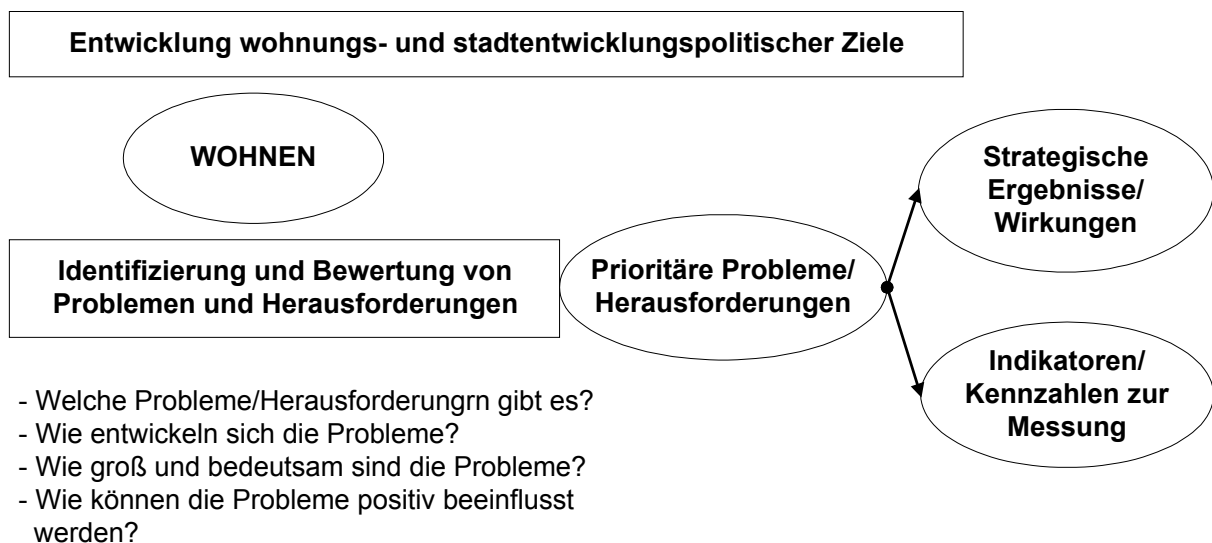 Entwicklung wohnungs- und stadtentwicklungspolitischer Ziele
WOHNEN
Identifizierung und Bewertung von
Problemen und Herausforderungen
Prioritäre Probleme/
Herausforderungen
Strategische
Ergebnisse/
Wirkungen
Indikatoren/
Kennzahlen zur
Messung
- Welche Probleme/Herausforderungrn gibt es?
- Wie entwickeln sich die Probleme?
- Wie groß und bedeutsam sind die Probleme?
- Wie können die Probleme positiv beeinflusst
werden?